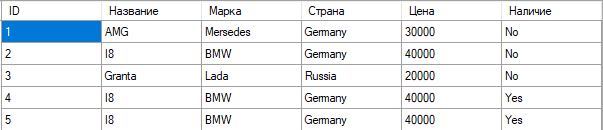 ID Название Марка Страна Цена Наличие
1 AMG Mersedes Germany 30000 No
2 I8 BMW Germany 40000 No
3 Granta Lada Russia 20000 No
4 I8 BMW Germany 40000 Yes
5 I8 BMW Germany 40000 Yes